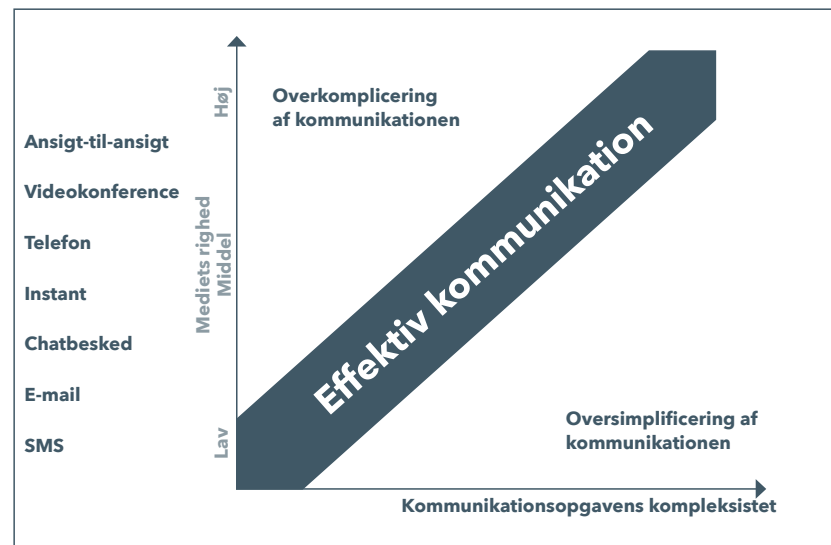 Høj
Overkomplicering
af kommunikationen
Ansigt-til-ansigt
Videokonference
Telefon
Mediets righed
Middel
Effektiv kommunikation
Instant
Chatbesked
E-mail
SMS
Lav
Oversimplificering af
kommunikationen
Kommunikationsopgavens kompleksistet